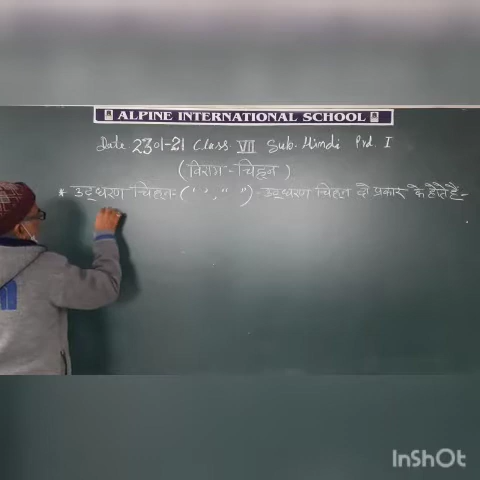 ALPINE INTERNATIONAL SCHOOL
Date 23-01-21 Class VII Sub. Hindi Prd. I
(विराम - चिह्न)
* उद्धरण चिह्न- (' ', " ") - उद्धरण चिह्न दो प्रकार के होते है -
InShOt